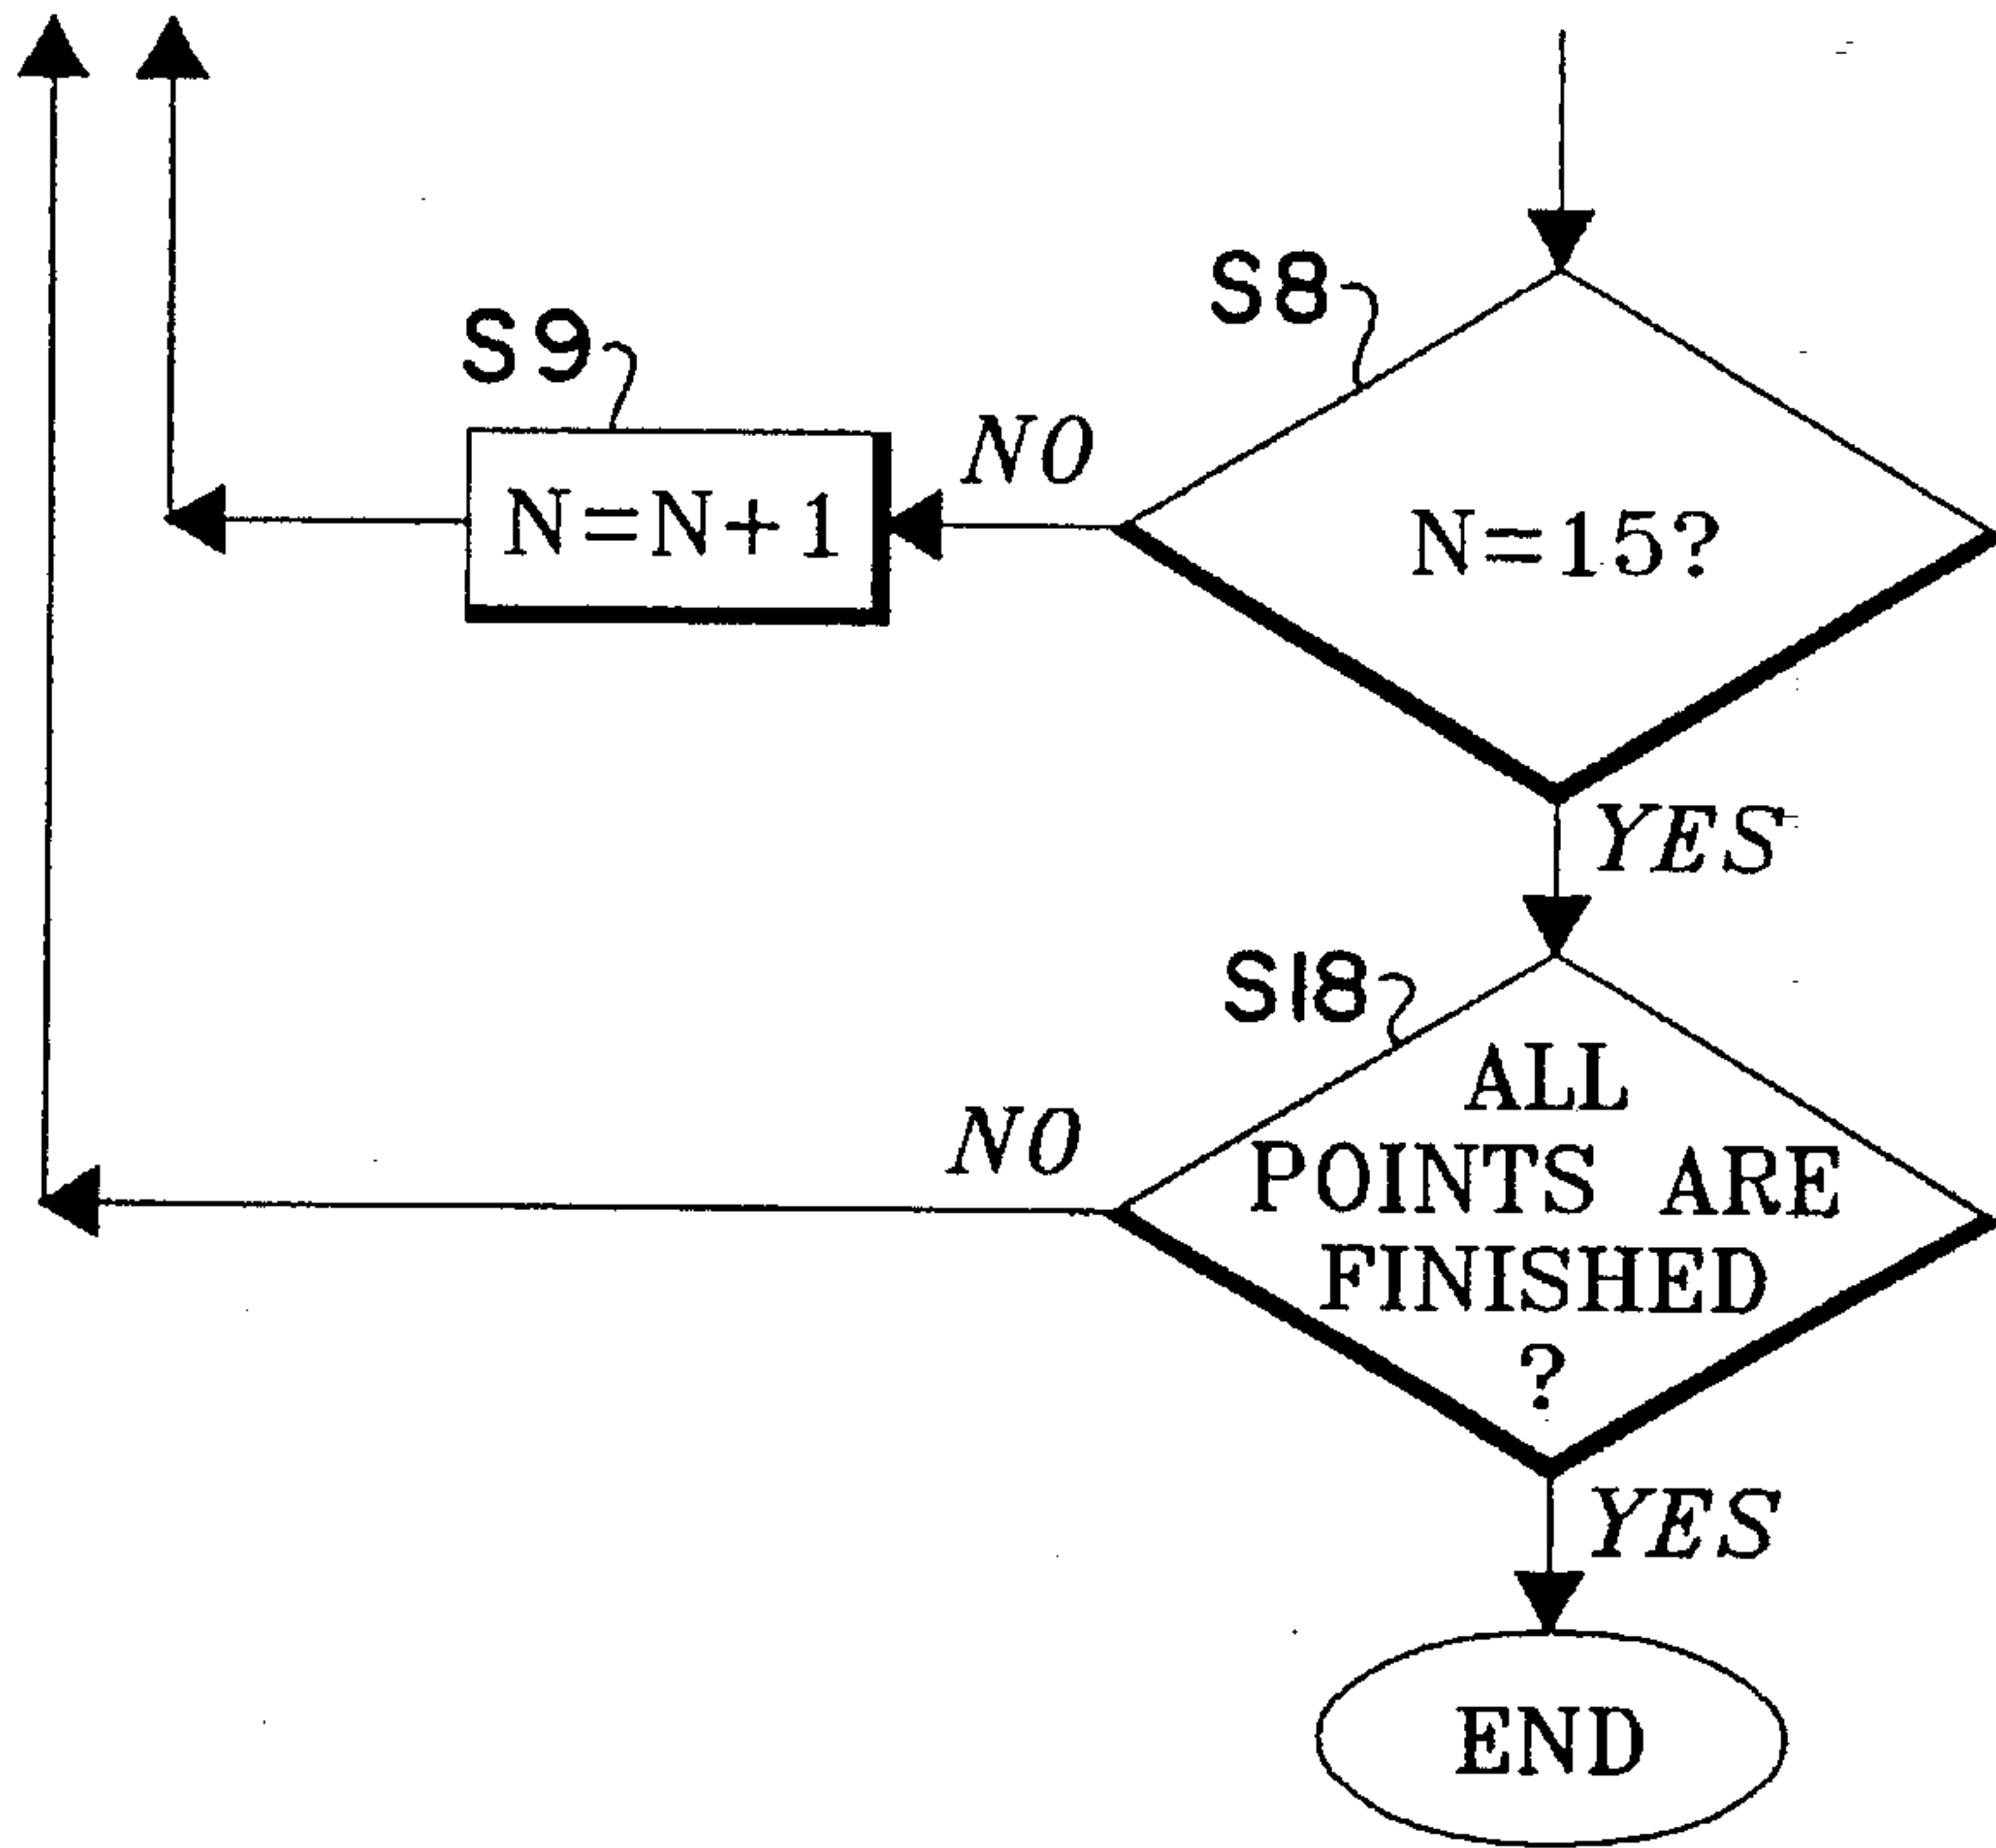 S8
S9
NO
N=N+1
N=15?
YES
S18
ALL
NO
POINTS ARE
FINISHED
?
YES
END